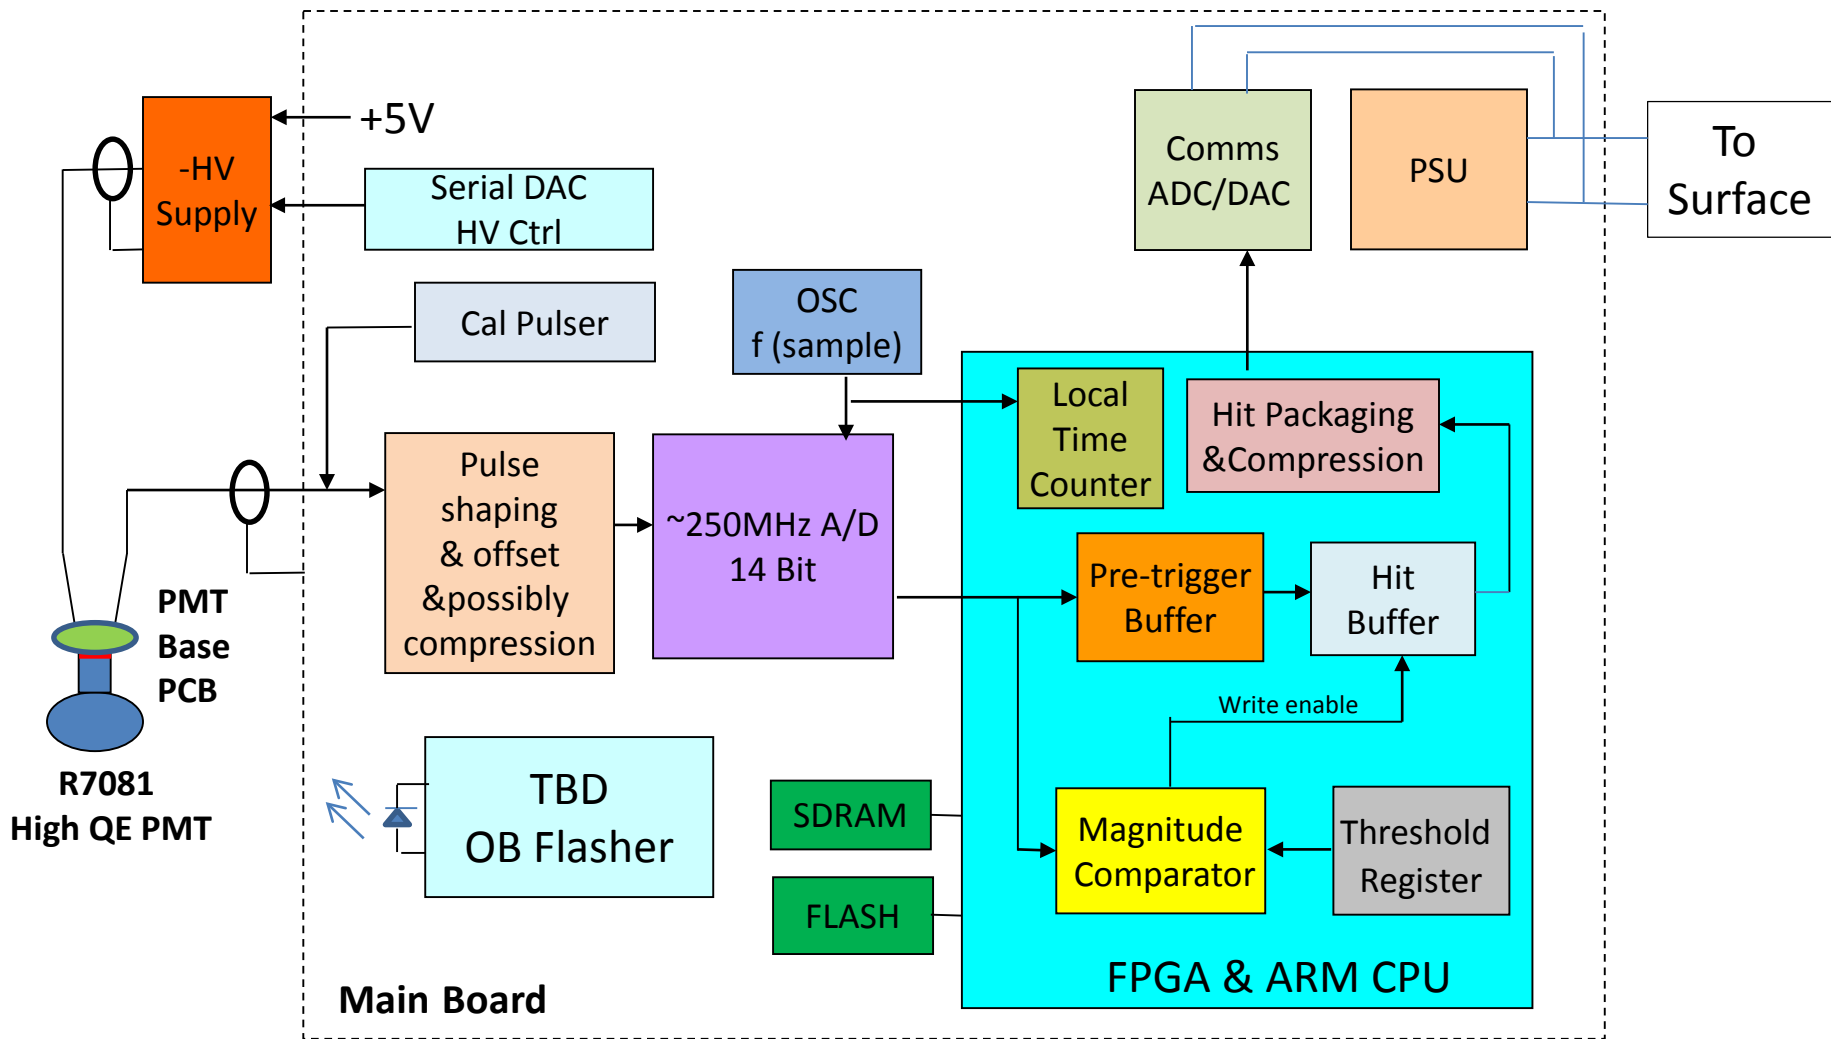 +5V
-HV
Supply
Serial DAC
HV Ctrl
Comms
ADC/DAC
PSU
To
Surface
Cal Pulser
OSC
f (sample)
Local
Time
Counter
Hit Packaging
&Compression
Pulse
shaping
& offset
&possibly
compression
~250MHz A/D
14 Bit
Pre-trigger
Buffer
Hit
Buffer
PMT
Base
PCB
Write enable
R7081
High QE PMT
TBD
OB Flasher
SDRAM
FLASH
Magnitude
Comparator
Threshold
Register
FPGA & ARM CPU
Main Board